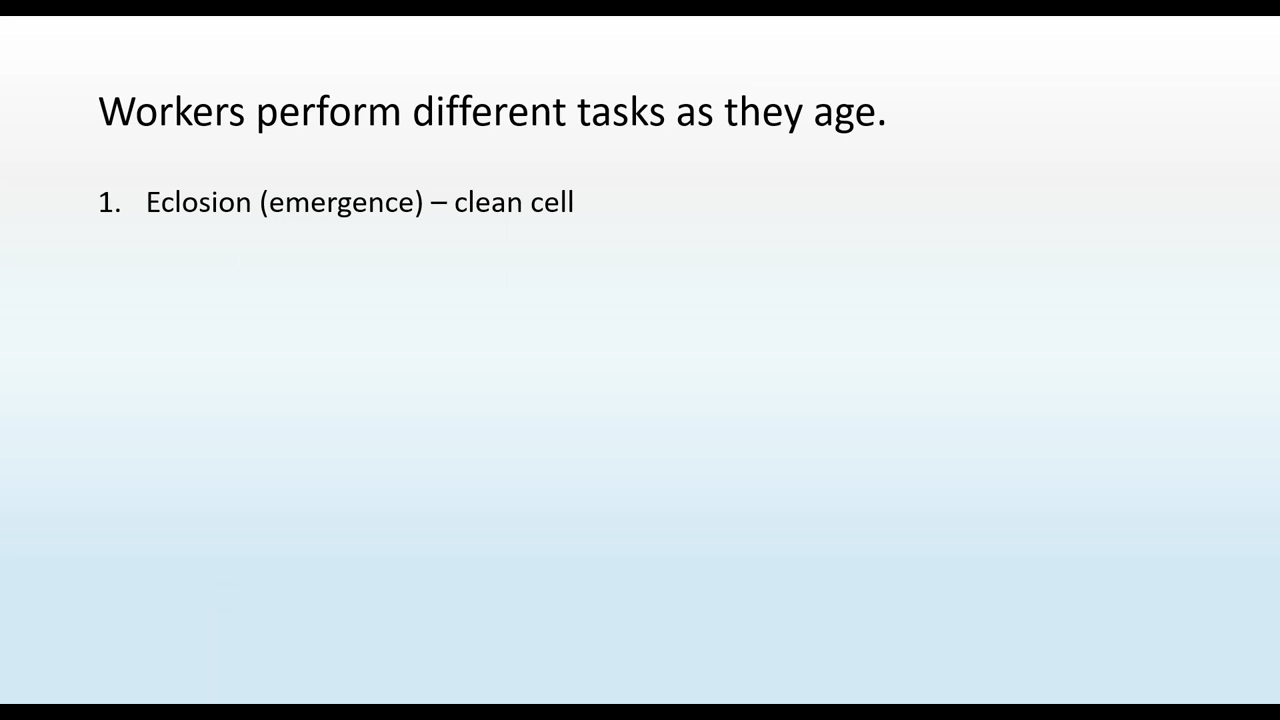 Workers perform different tasks as they age.
1. Eclosion (emergence) – clean cell